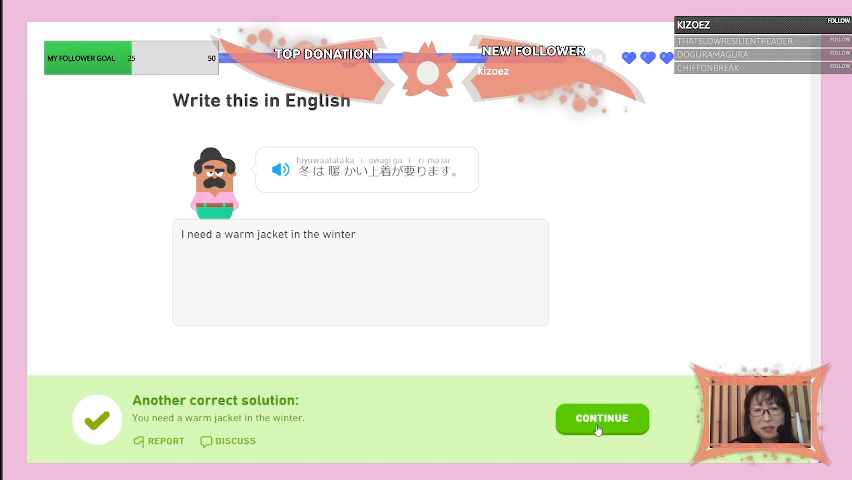 KIZOEZ FOLLOW
THATSLOWRESILIENTREADER FOLLOW
DOGURAMAGURA FOLLOW
CHIFFONBREAK FOLLOW
MY FOLLOWER GOAL 25 50
TOP DONATION
NEW FOLLOWER
kizoez
Write this in English
fuyuwaatatakai uwagiga irimasu
冬は暖かい上着が要ります。
I need a warm jacket in the winter
Another correct solution:
You need a warm jacket in the winter.
REPORT DISCUSS
CONTINUE